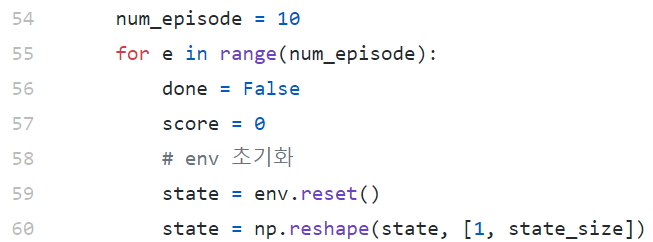 54 num_episode = 10
55 for e in range(num_episode):
56 done = False
57 score = 0
58 # env 초기화
59 state = env.reset()
60 state = np.reshape(state, [1, state_size])